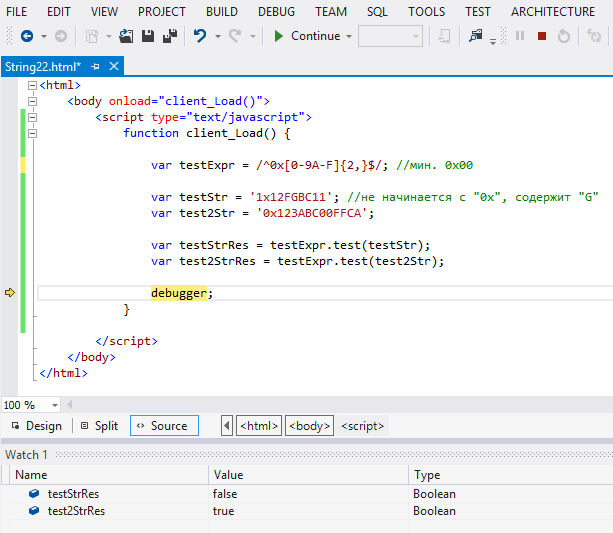 FILE EDIT VIEW PROJECT BUILD DEBUG TEAM SQL TOOLS TEST ARCHITECTURE
Continue
String22.html*
<html>
<body onload="client_Load()">
<script type="text/javascript">
function client_Load() {
var testExpr = /^0x[0-9A-F]{2,}$/; //мин. 0x00
var testStr = '1x12FGBC11'; //не начинается с "0x", содержит "G"
var test2Str = '0x123ABC00FFCA';
var testStrRes = testExpr.test(testStr);
var test2StrRes = testExpr.test(test2Str);
debugger;
}
</script>
</body>
</html>
100 %
Design Split Source <html> <body> <script>
Watch 1
Name Value Type
testStrRes false Boolean
test2StrRes true Boolean